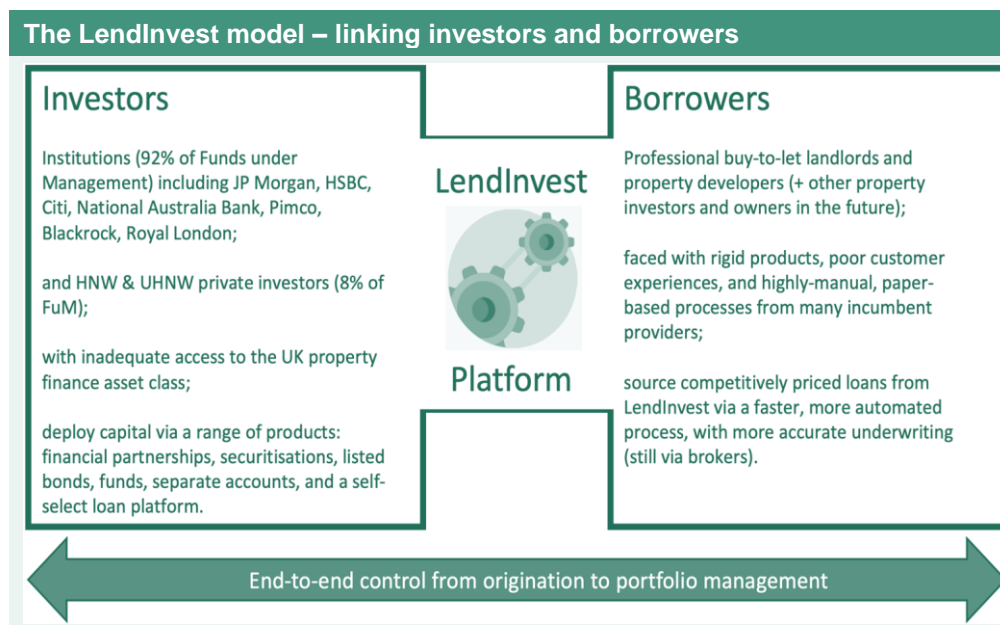 The LendInvest model – linking investors and borrowers
Investors
Institutions (92% of Funds under
Management) including JP Morgan, HSBC,
Citi, National Australia Bank, Pimco,
Blackrock, Royal London;
and HNW & UHNW private investors (8% of
FuM);
with inadequate access to the UK property
finance asset class;
deploy capital via a range of products:
financial partnerships, securitisations, listed
bonds, funds, separate accounts, and a self-
select loan platform.
LendInvest
Platform
Borrowers
Professional buy-to-let landlords and
property developers (+ other property
investors and owners in the future);
faced with rigid products, poor customer
experiences, and highly-manual, paper-
based processes from many incumbent
providers;
source competitively priced loans from
LendInvest via a faster, more automated
process, with more accurate underwriting
(still via brokers).
End-to-end control from origination to portfolio management